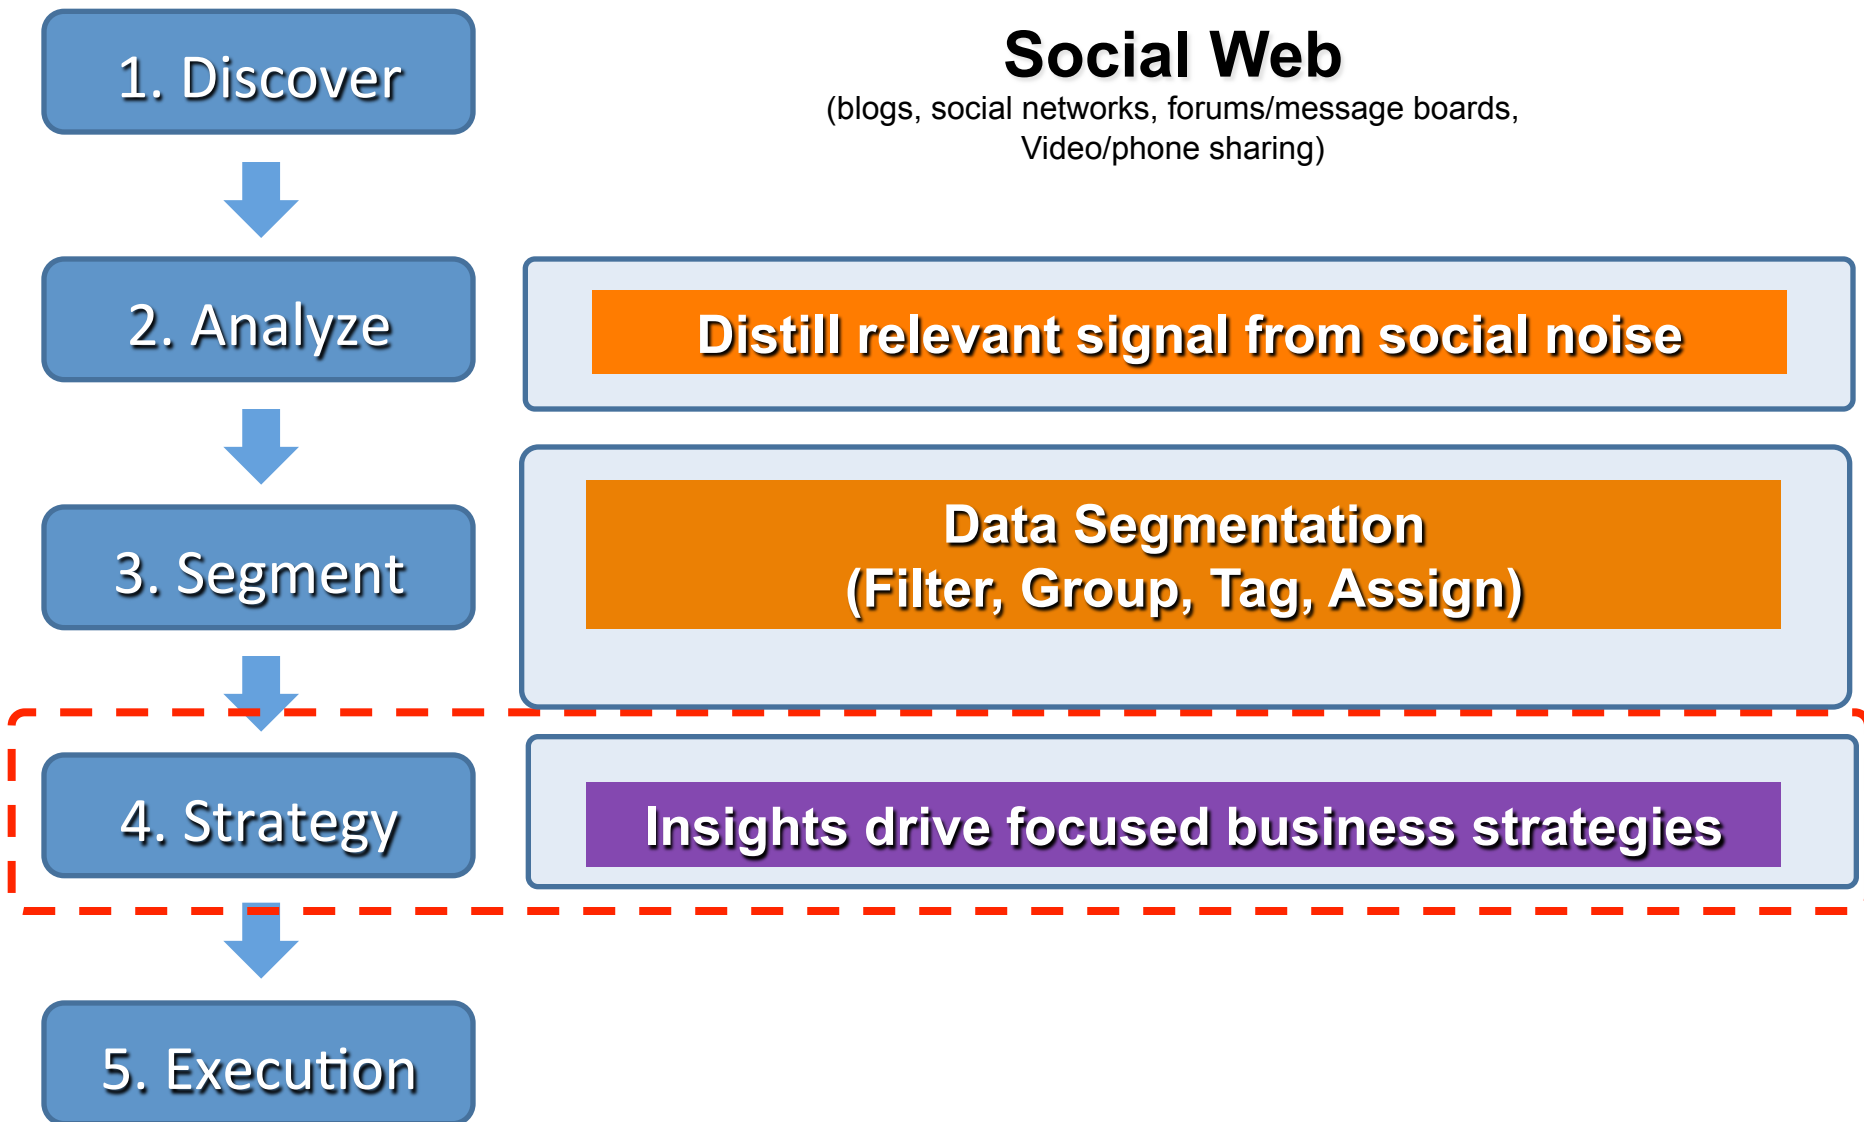 1. Discover
Social Web
(blogs, social networks, forums/message boards,
Video/phone sharing)
2. Analyze
Distill relevant signal from social noise
3. Segment
Data Segmentation
(Filter, Group, Tag, Assign)
4. Strategy
Insights drive focused business strategies
5. Execution